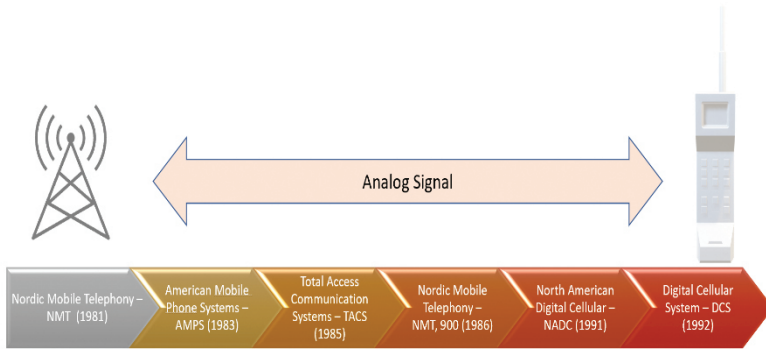 Analog Signal
Nordic Mobile Telephony –
NMT (1981)
American Mobile
Phone Systems –
AMPS (1983)
Total Access
Communication
Systems – TACS
(1985)
Nordic Mobile
Telephony –
NMT, 900 (1986)
North American
Digital Cellular –
NADC (1991)
Digital Cellular
System – DCS
(1992)